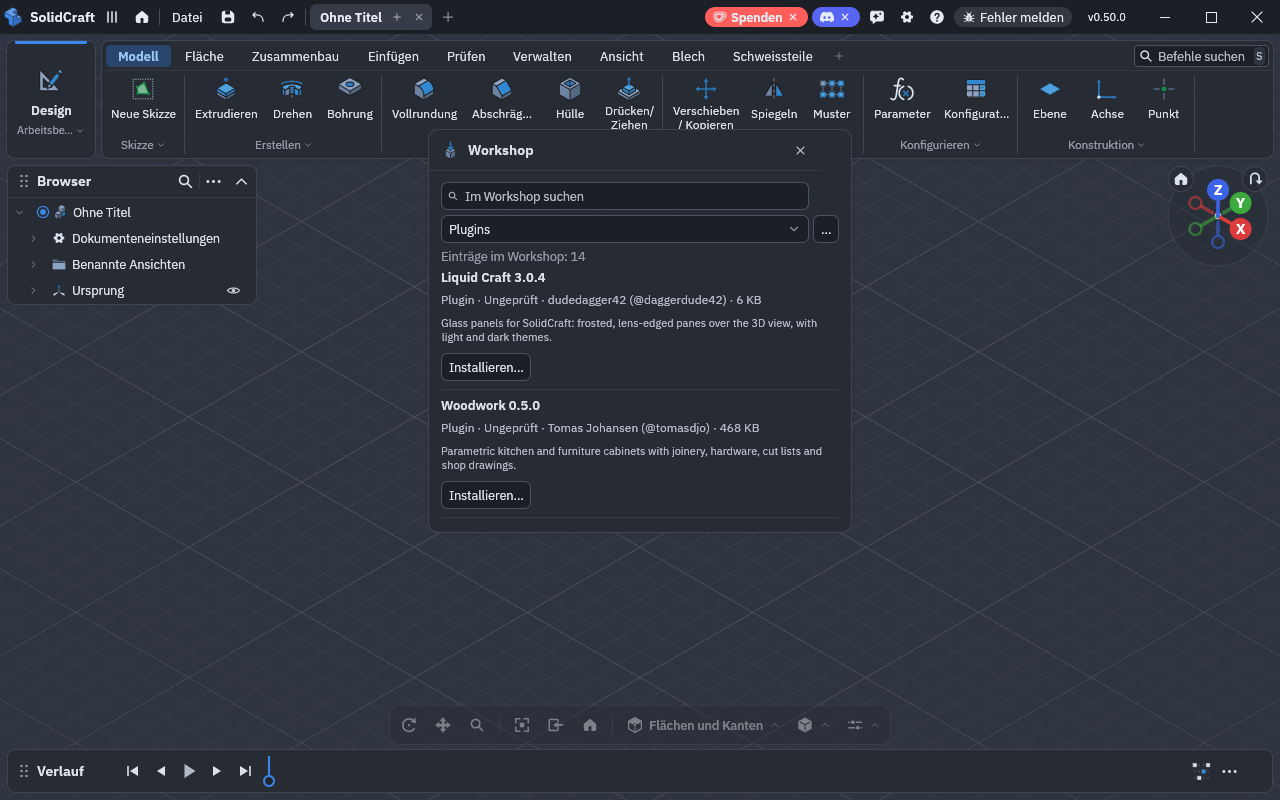 SolidCraft
Datei
Ohne Titel
Spenden
Fehler melden
v0.50.0
Design
Arbeitsbe...
Modell
Fläche
Zusammenbau
Einfügen
Prüfen
Verwalten
Ansicht
Blech
Schweissteile
Befehle suchen
S
Neue Skizze
Extrudieren
Drehen
Bohrung
Vollrundung
Abschräg...
Hülle
Drücken/
Ziehen
Verschieben
/ Kopieren
Spiegeln
Muster
Parameter
Konfigurat...
Ebene
Achse
Punkt
Skizze
Erstellen
Konfigurieren
Konstruktion
Browser
Ohne Titel
Dokumenteneinstellungen
Benannte Ansichten
Ursprung
Workshop
Im Workshop suchen
Plugins
...
Einträge im Workshop: 14
Liquid Craft 3.0.4
Plugin · Ungeprüft · dudedagger42 (@daggerdude42) · 6 KB
Glass panels for SolidCraft: frosted, lens-edged panes over the 3D view, with
light and dark themes.
Installieren...
Woodwork 0.5.0
Plugin · Ungeprüft · Tomas Johansen (@tomasdjo) · 468 KB
Parametric kitchen and furniture cabinets with joinery, hardware, cut lists and
shop drawings.
Installieren...
Z
Y
X
Flächen und Kanten
Verlauf